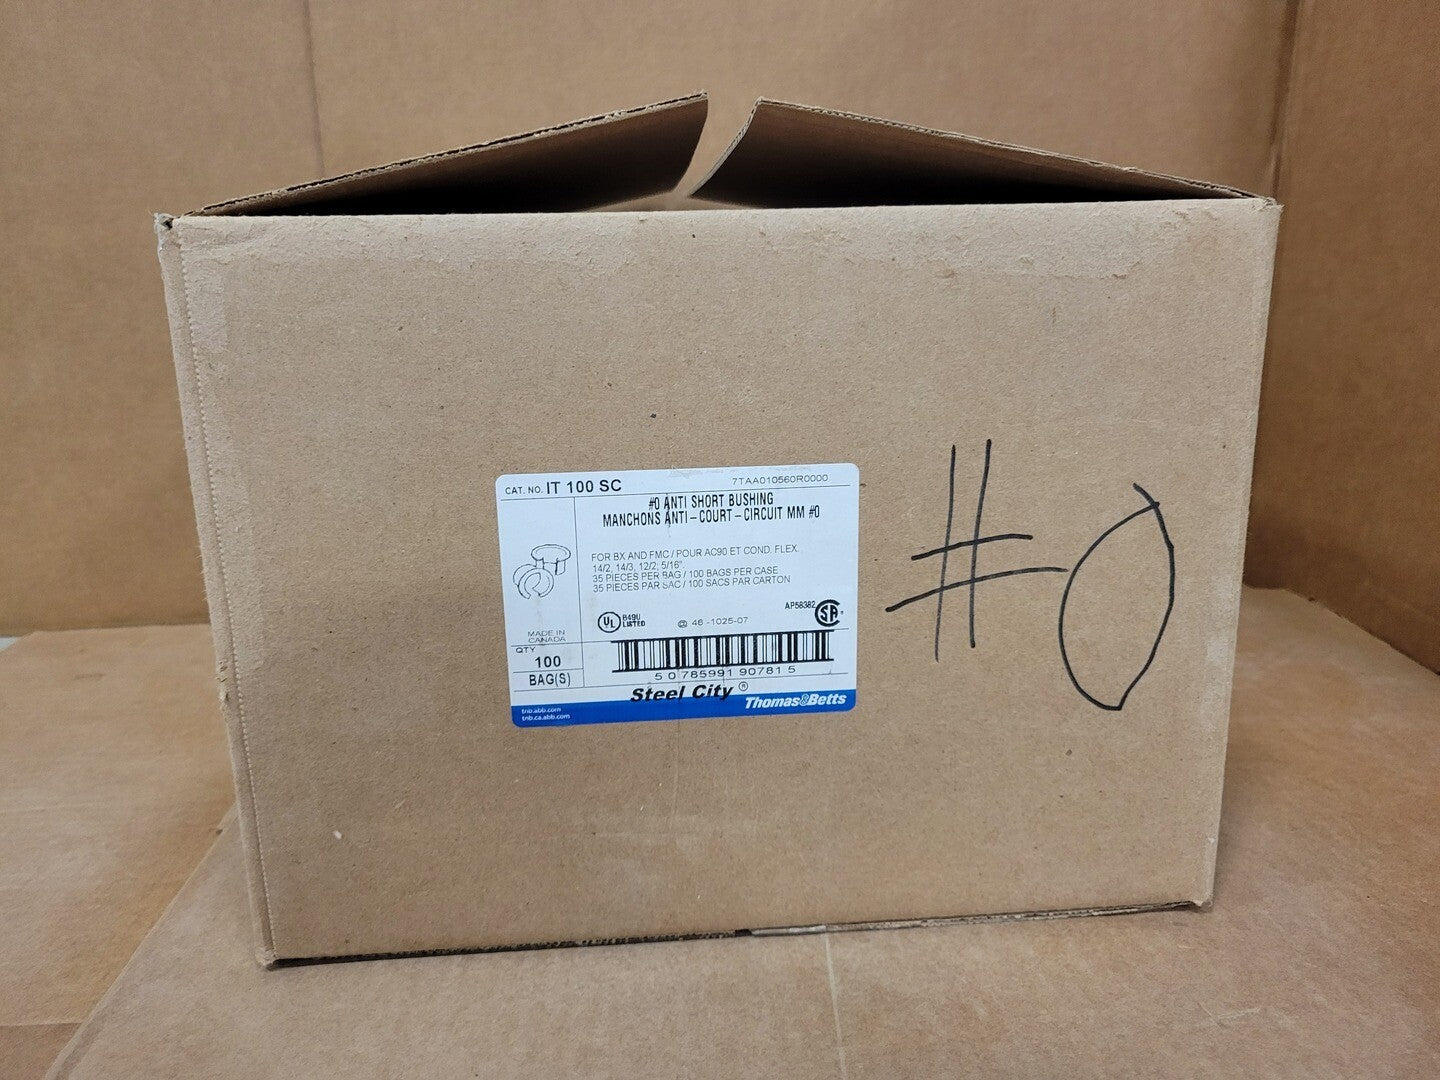 CAT. NO. IT 100 SC
7TAA010560R0000
#0 ANTI SHORT BUSHING
MANCHONS ANTI-COURT-CIRCUIT MM #0
FOR BX AND FMC / POUR AC90 ET COND. FLEX.
14/2, 14/3, 12/2; 5/16".
35 PIECES PER BAG / 100 BAGS PER CASE
35 PIECES PAR SAC / 100 SACS PAR CARTON
UL B49U
LISTED
@ 46-1025-07
AP58382 SA ®
MADE IN
CANADA
QTY
100
BAG(S)
5 0 785991 90781 5
Steel City ®
tnb.abb.com
tnb.ca.abb.com
Thomas&Betts
#0